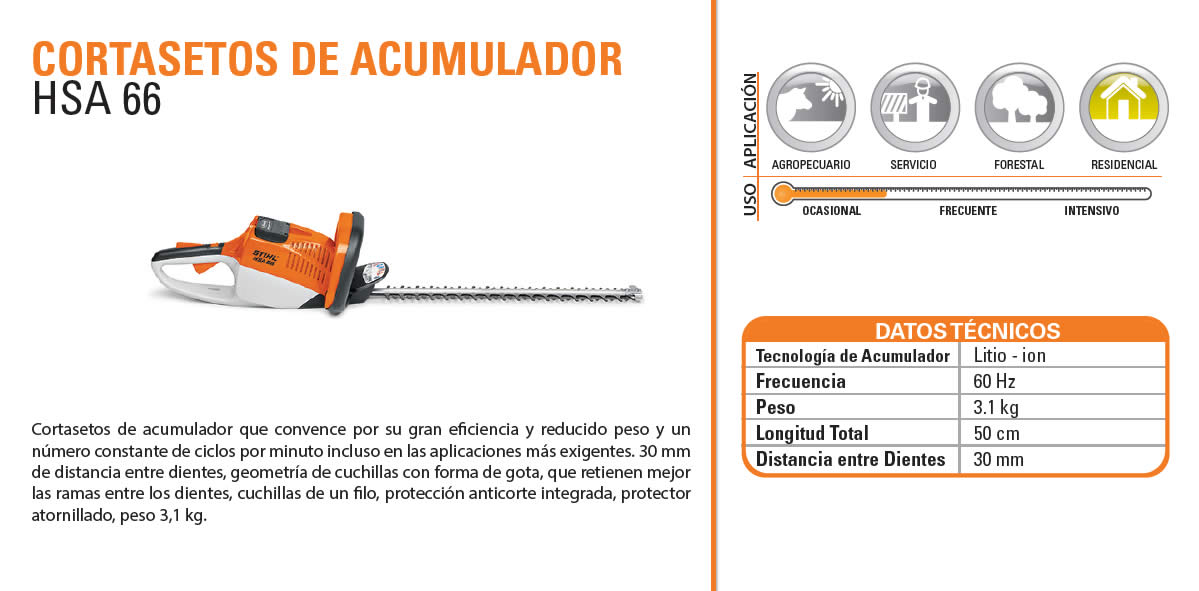 CORTASETOS DE ACUMULADOR
HSA 66
STIHL
HSA 66
Cortasetos de acumulador que convence por su gran eficiencia y reducido peso y un
número constante de ciclos por minuto incluso en las aplicaciones más exigentes. 30 mm
de distancia entre dientes, geometría de cuchillas con forma de gota, que retienen mejor
las ramas entre los dientes, cuchillas de un filo, protección anticorte integrada, protector
atornillado, peso 3,1 kg.
APLICACIÓN
AGROPECUARIO SERVICIO FORESTAL RESIDENCIAL
USO
OCASIONAL FRECUENTE INTENSIVO
DATOS TÉCNICOS
Tecnología de Acumulador Litio - ion
Frecuencia 60 Hz
Peso 3.1 kg
Longitud Total 50 cm
Distancia entre Dientes 30 mm